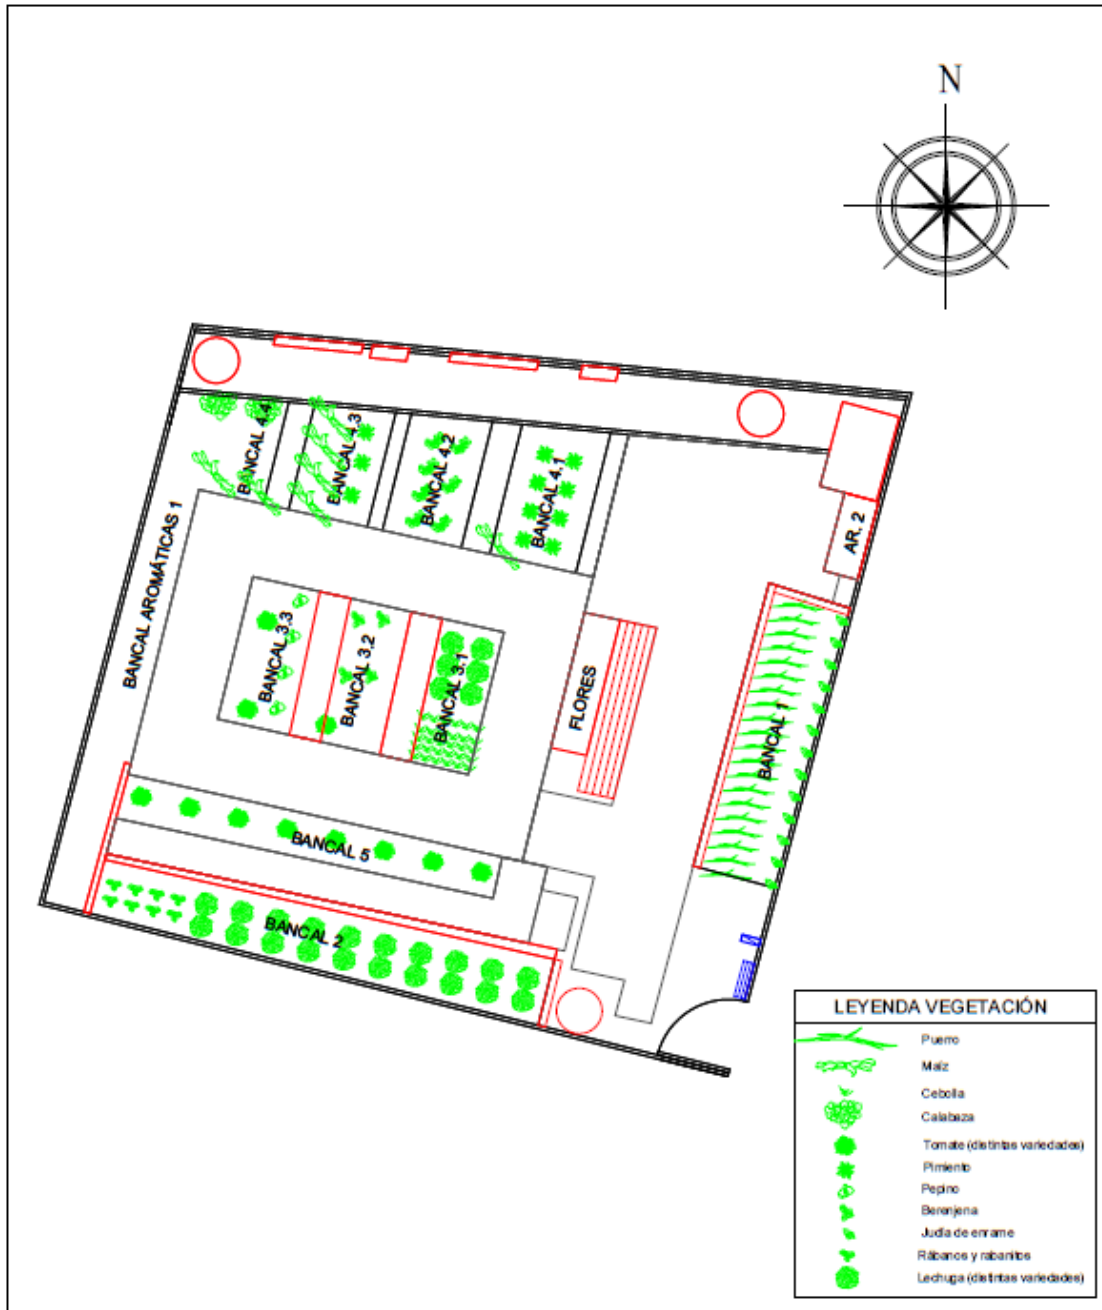 N
BANCAL 4.4
BANCAL 4.3
BANCAL 4.2
BANCAL 4.1
AR. 2
BANCAL AROMÁTICAS 1
BANCAL 3.3
BANCAL 3.2
BANCAL 3.1
FLORES
BANCAL 1
BANCAL 5
BANCAL 2
LEYENDA VEGETACIÓN
Puerro
Maíz
Cebolla
Calabaza
Tomate (distintas variedades)
Pimiento
Pepino
Berenjena
Judía de enrame
Rábanos y rabanitos
Lechuga (distintas variedades)